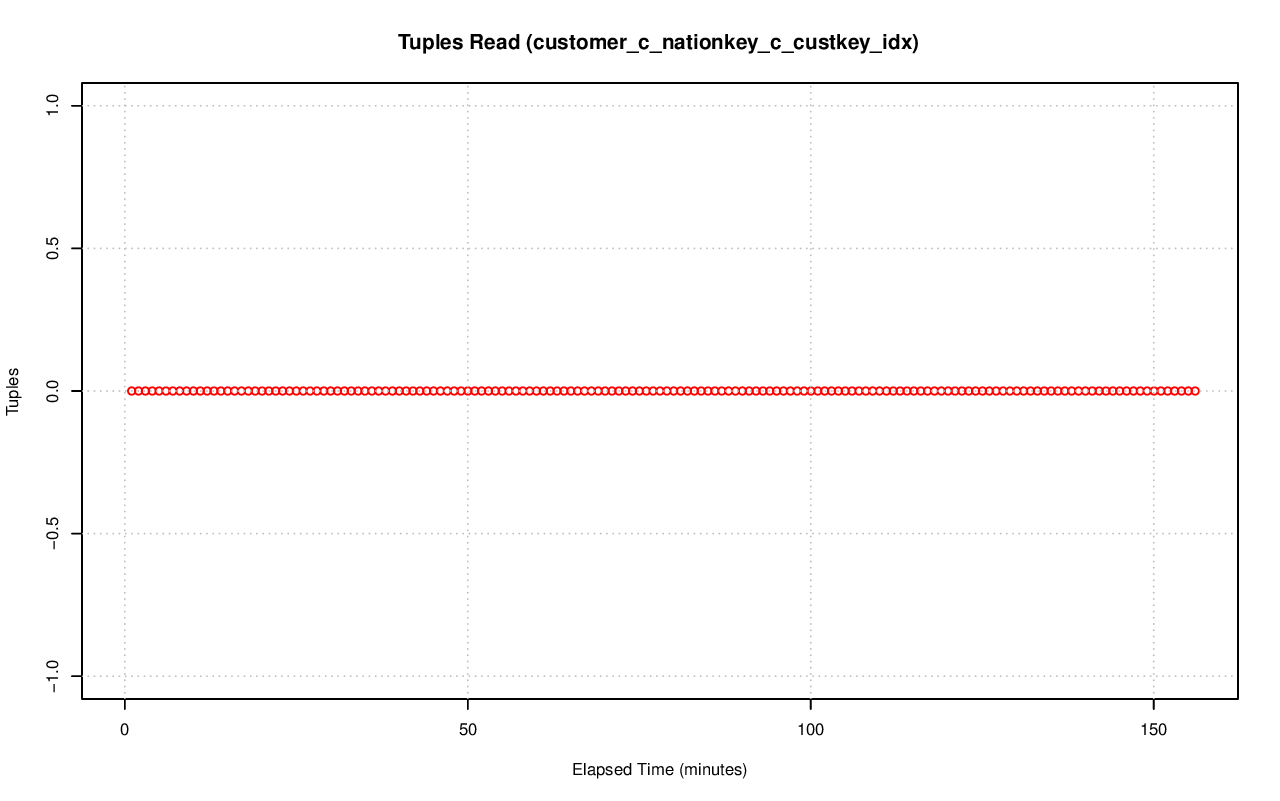 Tuples Read (customer_c_nationkey_c_custkey_idx)
Tuples
1.0
0.5
0.0
−0.5
−1.0
0 50 100 150
Elapsed Time (minutes)